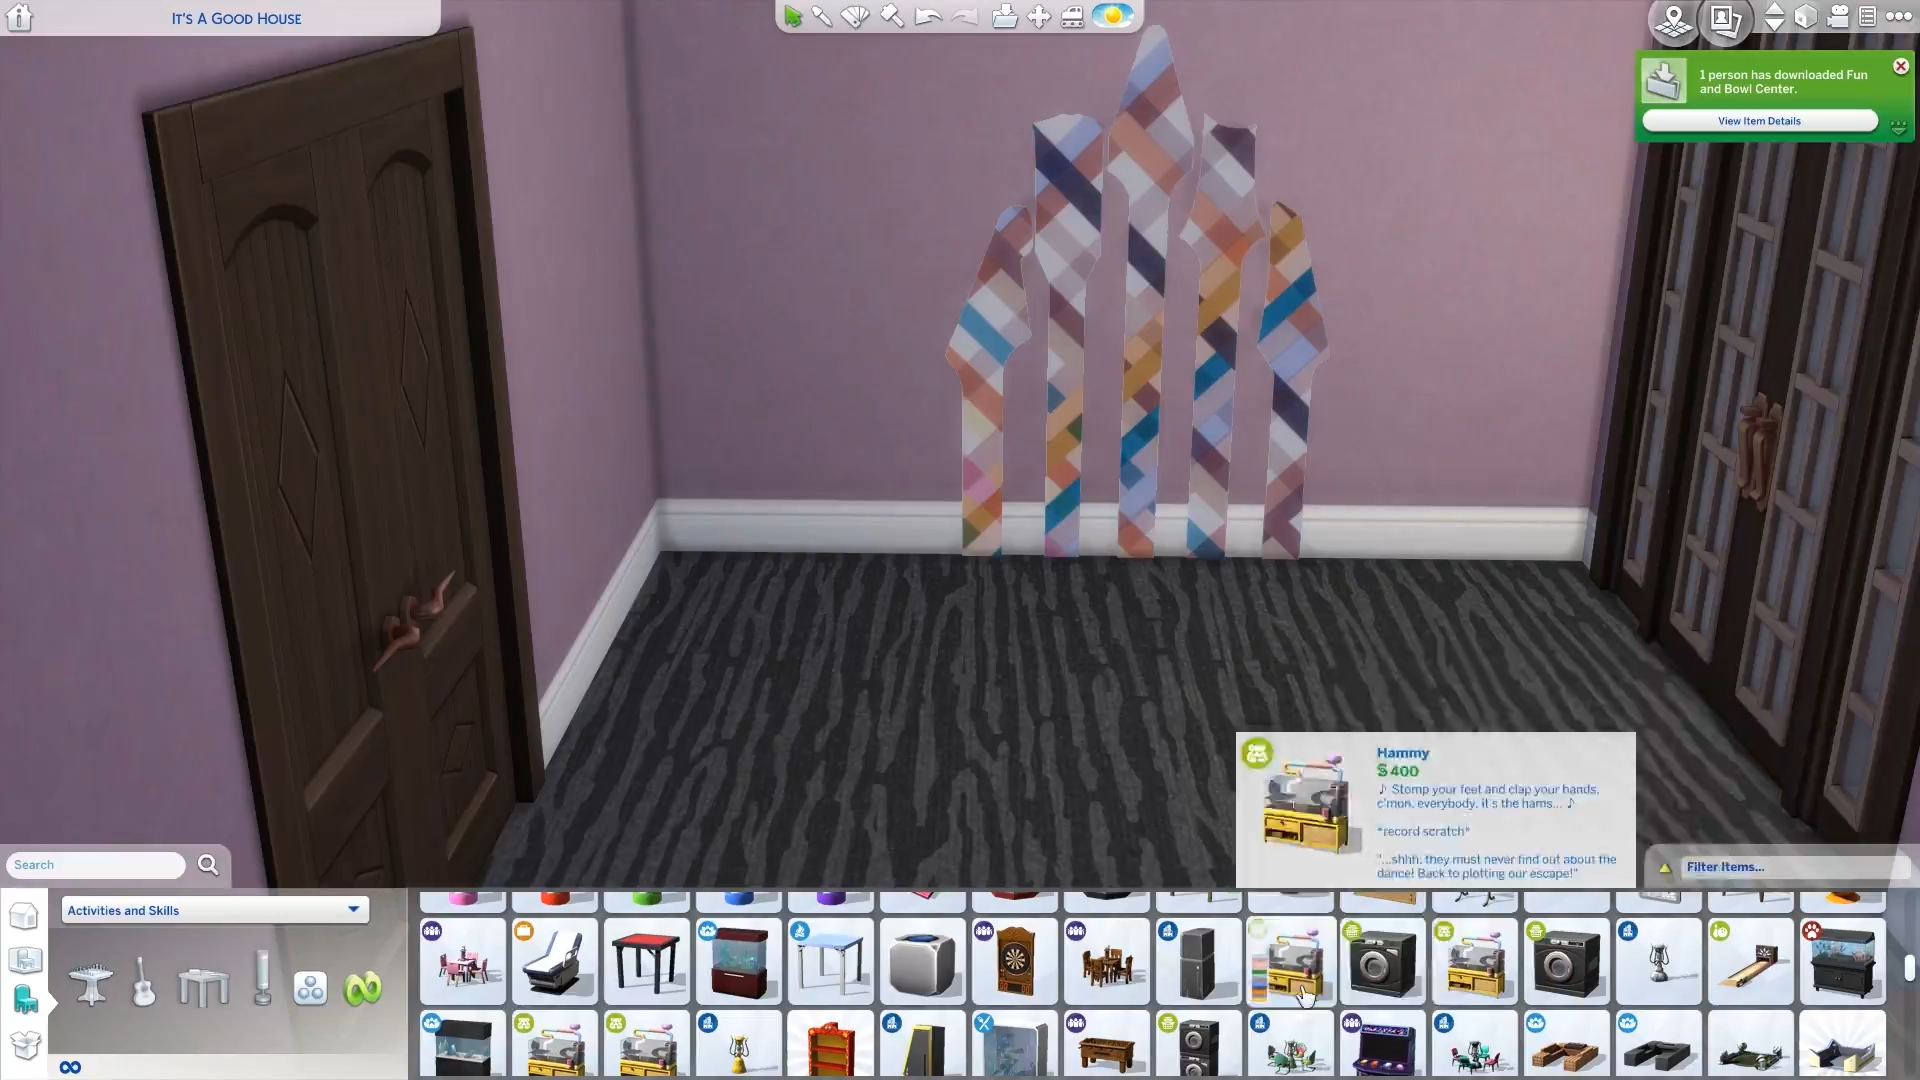 It's A Good House
1 person has downloaded Fun
and Bowl Center.
View Item Details
Hammy
§400
♪ Stomp your feet and clap your hands,
c'mon, everybody, it s the hams... ♪
*record scratch*
"...shhh, they must never find out about the
dance! Back to plotting our escape!"
Search
Filter Items...
Activities and Skills